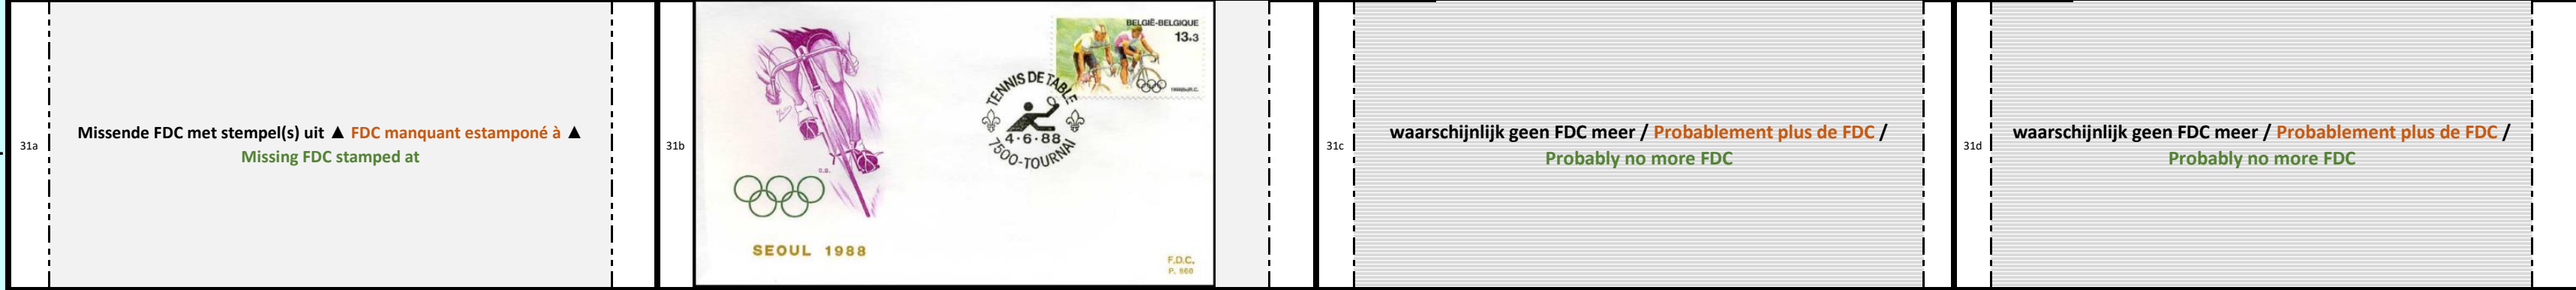 31a
Missende FDC met stempel(s) uit ▲ FDC manquant estamponé à ▲
Missing FDC stamped at
31b
BELGIË-BELGIQUE
13+3
TENNIS DE TABLE
4·6·88
7500-TOURNAI
SEOUL 1988
F.D.C.
P. 860
31c
waarschijnlijk geen FDC meer / Probablement plus de FDC /
Probably no more FDC
31d
waarschijnlijk geen FDC meer / Probablement plus de FDC /
Probably no more FDC